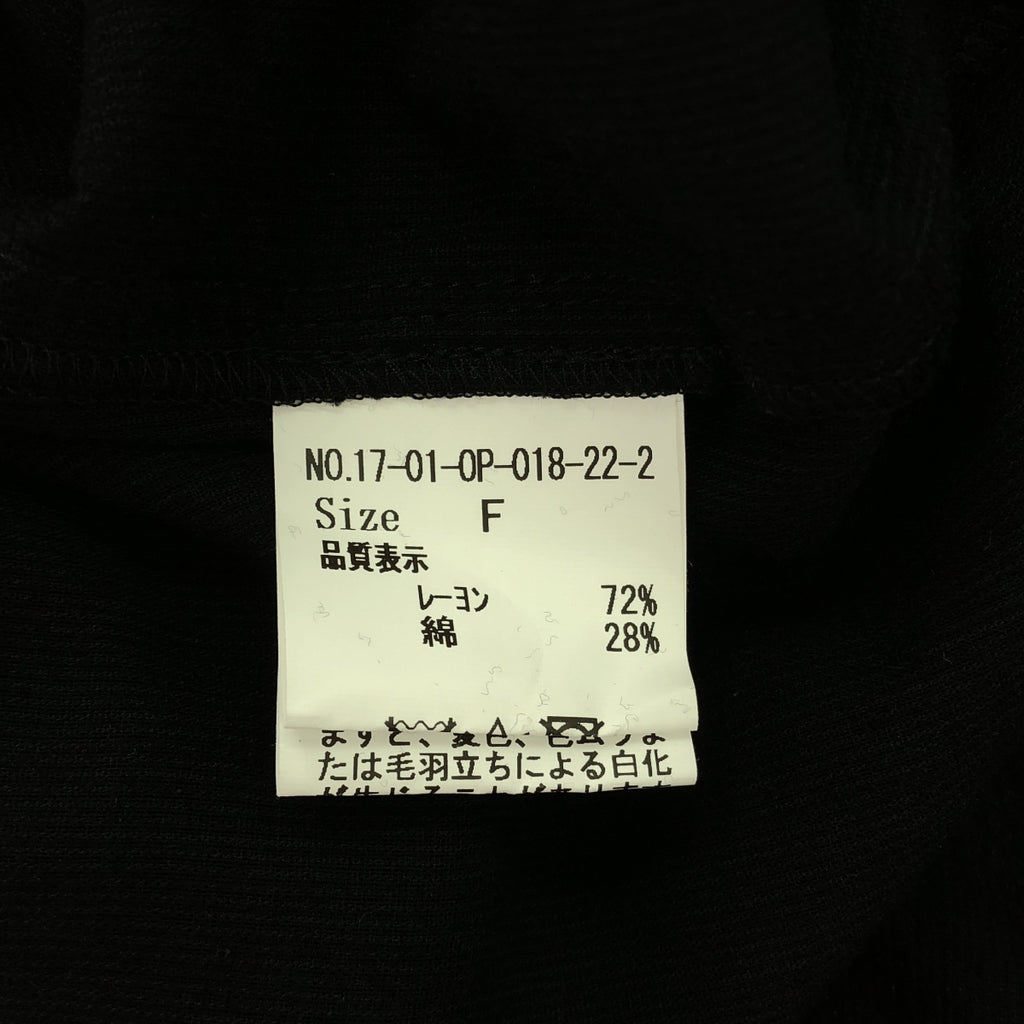 NO.17-01-OP-018-22-2
Size F
品質表示
レーヨン 72%
綿 28%
たは毛羽立ちによる白化